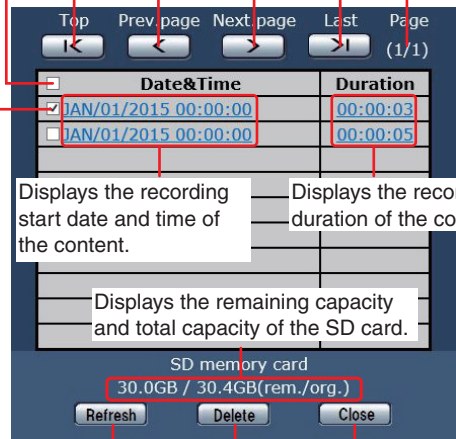 Top Prev.page Next.page Last Page
(1/1)
Date&Time Duration
JAN/01/2015 00:00:00 00:00:03
JAN/01/2015 00:00:00 00:00:05
Displays the recording
start date and time of
the content.
Displays the reco
duration of the co
Displays the remaining capacity
and total capacity of the SD card.
SD memory card
30.0GB / 30.4GB(rem./org.)
Refresh Delete Close